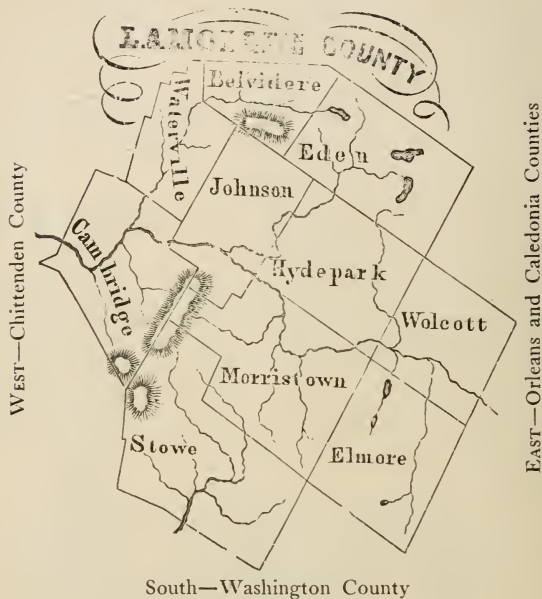 LAMOILLE COUNTY
Belvidere
Waterville
Eden
Johnson
Cambridge
Hydepark
Wolcott
Morristown
Stowe
Elmore
West—Chittenden County
East—Orleans and Caledonia Counties
South—Washington County